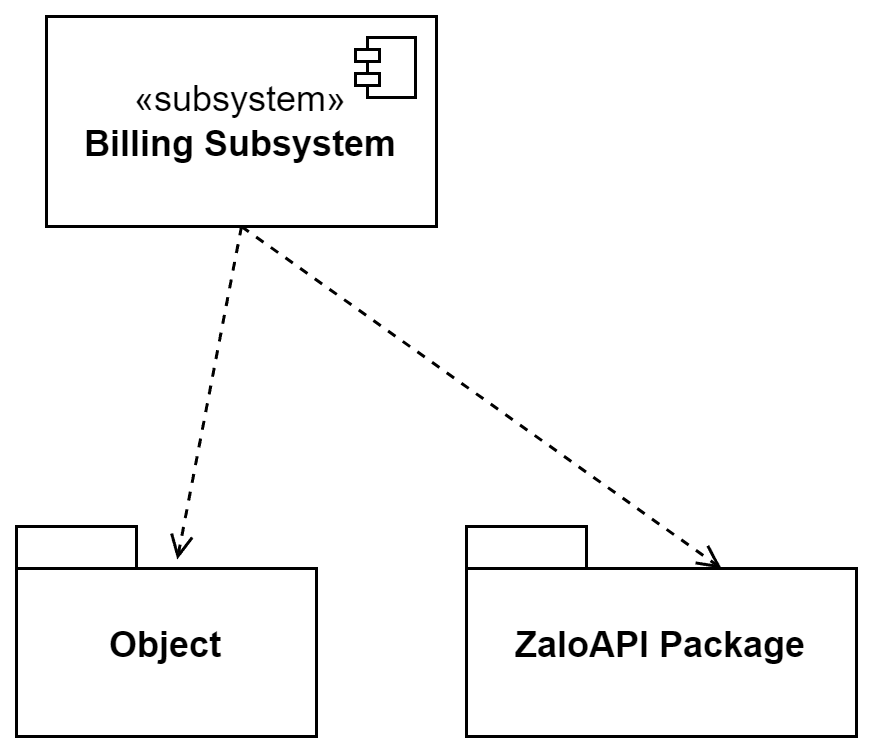 «subsystem»
Billing Subsystem
Object
ZaloAPI Package